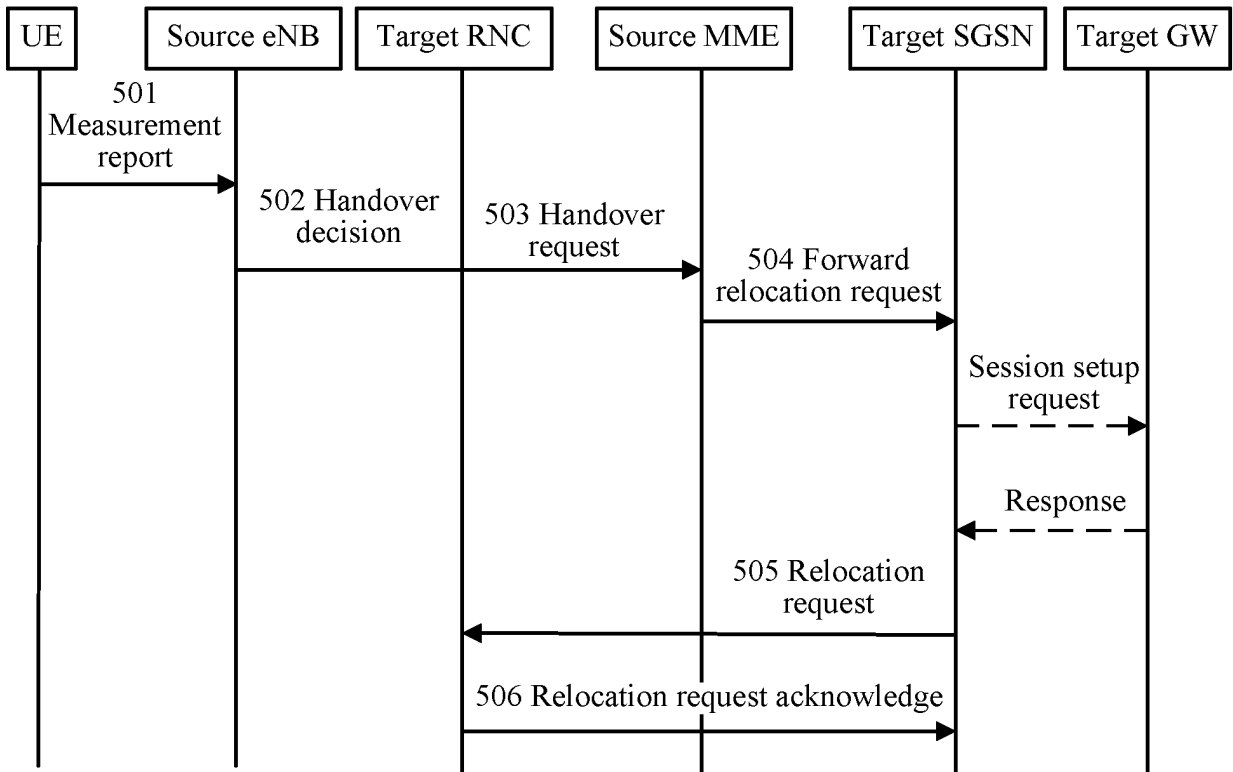 UE
Source eNB
Target RNC
Source MME
Target SGSN
Target GW
501
Measurement
report
502 Handover
decision
503 Handover
request
504 Forward
relocation request
Session setup
request
Response
505 Relocation
request
506 Relocation request acknowledge